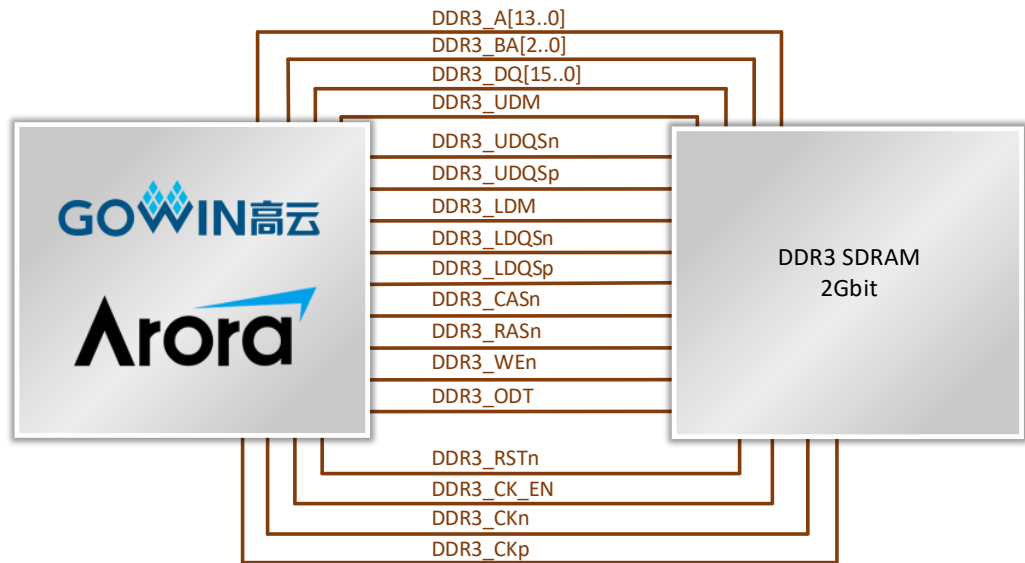 DDR3_A[13..0]
DDR3_BA[2..0]
DDR3_DQ[15..0]
DDR3_UDM
DDR3_UDQSn
DDR3_UDQSp
DDR3_LDM
DDR3_LDQSn
DDR3_LDQSp
DDR3_CASn
DDR3_RASn
DDR3_WEn
DDR3_ODT
DDR3_RSTn
DDR3_CK_EN
DDR3_CKn
DDR3_CKp
GOWIN高云
Arora
DDR3 SDRAM
2Gbit